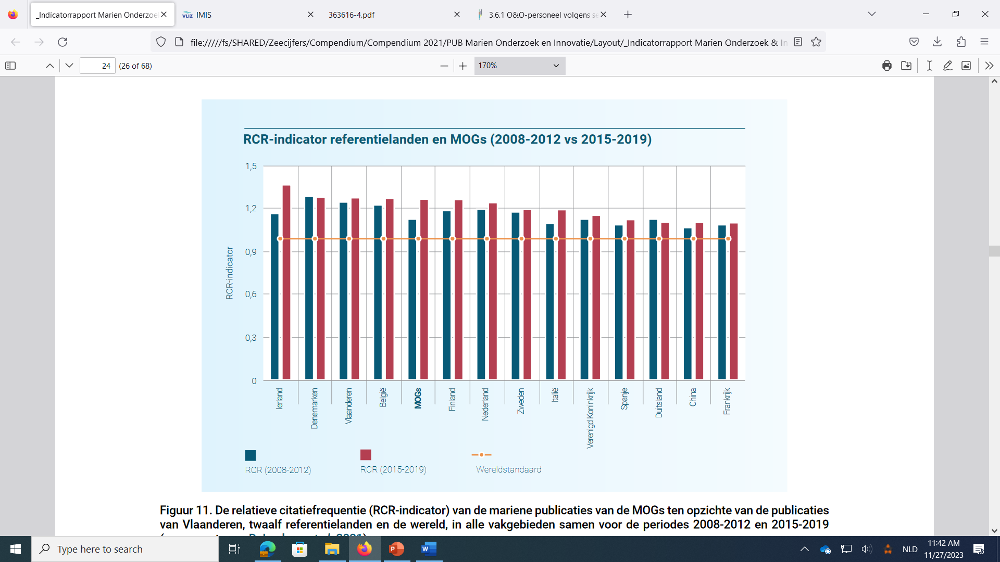 _Indicatorrapport Marien Onderzoe
VLIZ IMIS
363616-4.pdf
3.6.1 O&O-personeel volgens se
file://///fs/SHARED/Zeecijfers/Compendium/Compendium 2021/PUB Marien Onderzoek en Innovatie/Layout/_Indicatorrapport Marien Onderzoek & In
24 (26 of 68)
170%
RCR-indicator referentielanden en MOGs (2008-2012 vs 2015-2019)
1,5
1,2
0,9
0,6
0,3
0
RCR-indicator
Ierland
Denemarken
Vlaanderen
België
MOGs
Finland
Nederland
Zweden
Italië
Verenigd Koninkrijk
Spanje
Duitsland
China
Frankrijk
RCR (2008-2012)
RCR (2015-2019)
Wereldstandaard
Figuur 11. De relatieve citatiefrequentie (RCR-indicator) van de mariene publicaties van de MOGs ten opzichte van de publicaties
van Vlaanderen, twaalf referentielanden en de wereld, in alle vakgebieden samen voor de periodes 2008-2012 en 2015-2019
Type here to search
NLD
11:42 AM
11/27/2023